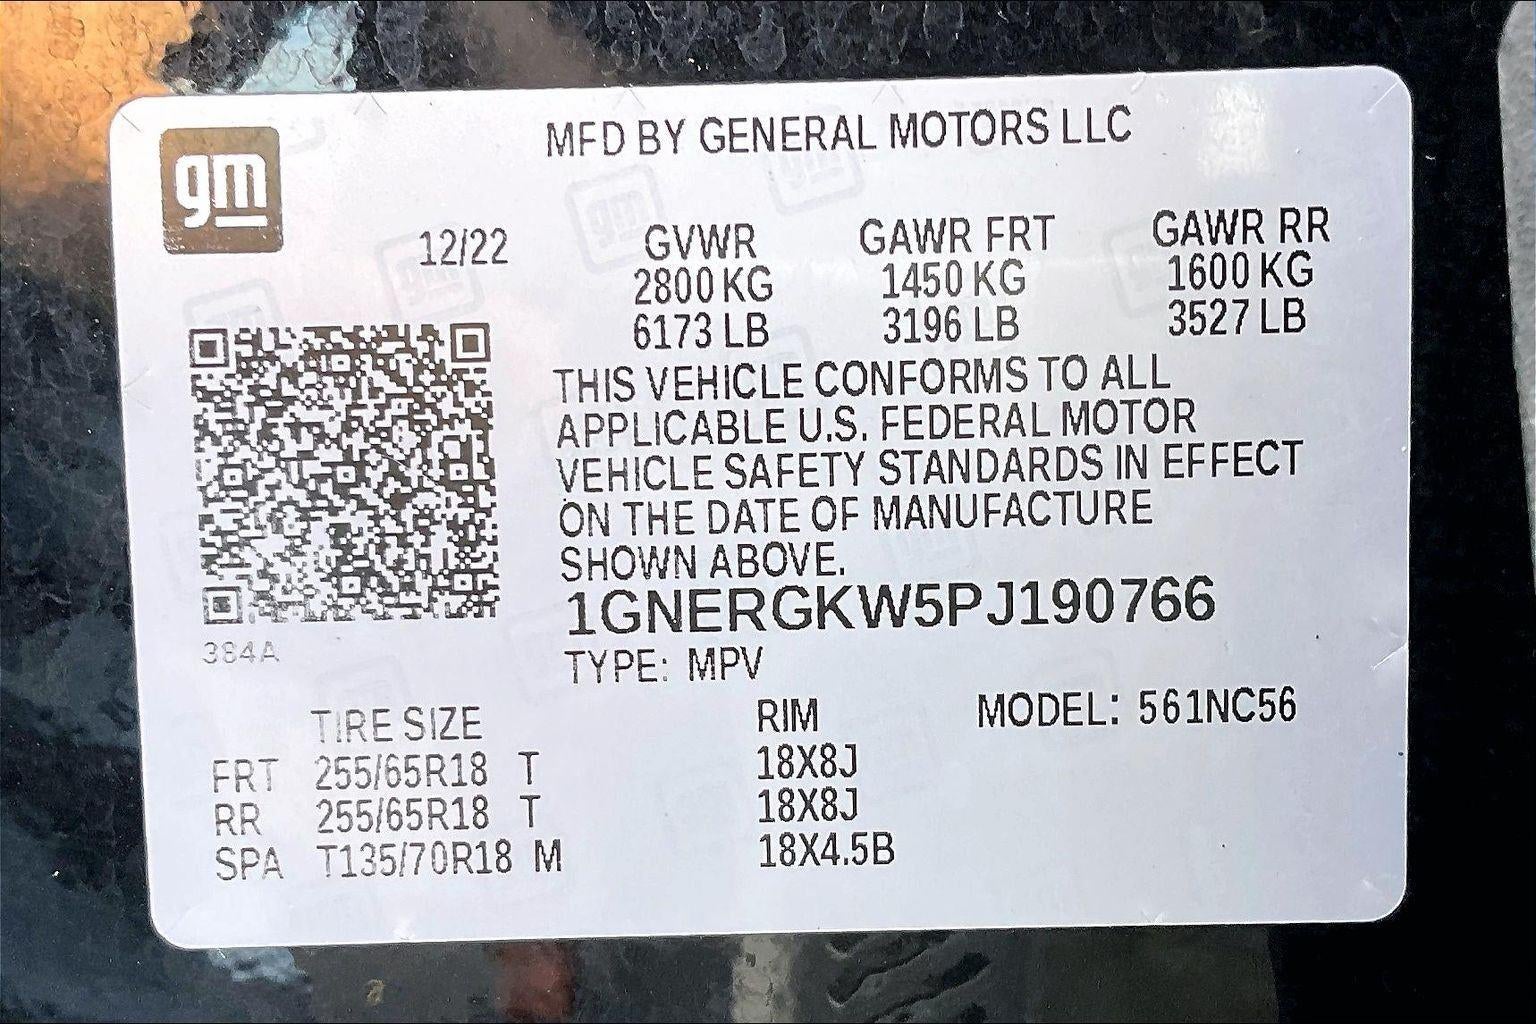 gm
MFD BY GENERAL MOTORS LLC
12/22 GVWR GAWR FRT GAWR RR
2800 KG 1450 KG 1600 KG
6173 LB 3196 LB 3527 LB
THIS VEHICLE CONFORMS TO ALL
APPLICABLE U.S. FEDERAL MOTOR
VEHICLE SAFETY STANDARDS IN EFFECT
ON THE DATE OF MANUFACTURE
SHOWN ABOVE.
1GNERGKW5PJ190766
384A
TYPE: MPV
TIRE SIZE RIM MODEL: 561NC56
FRT 255/65R18 T 18X8J
RR 255/65R18 T 18X8J
SPA T135/70R18 M 18X4.5B